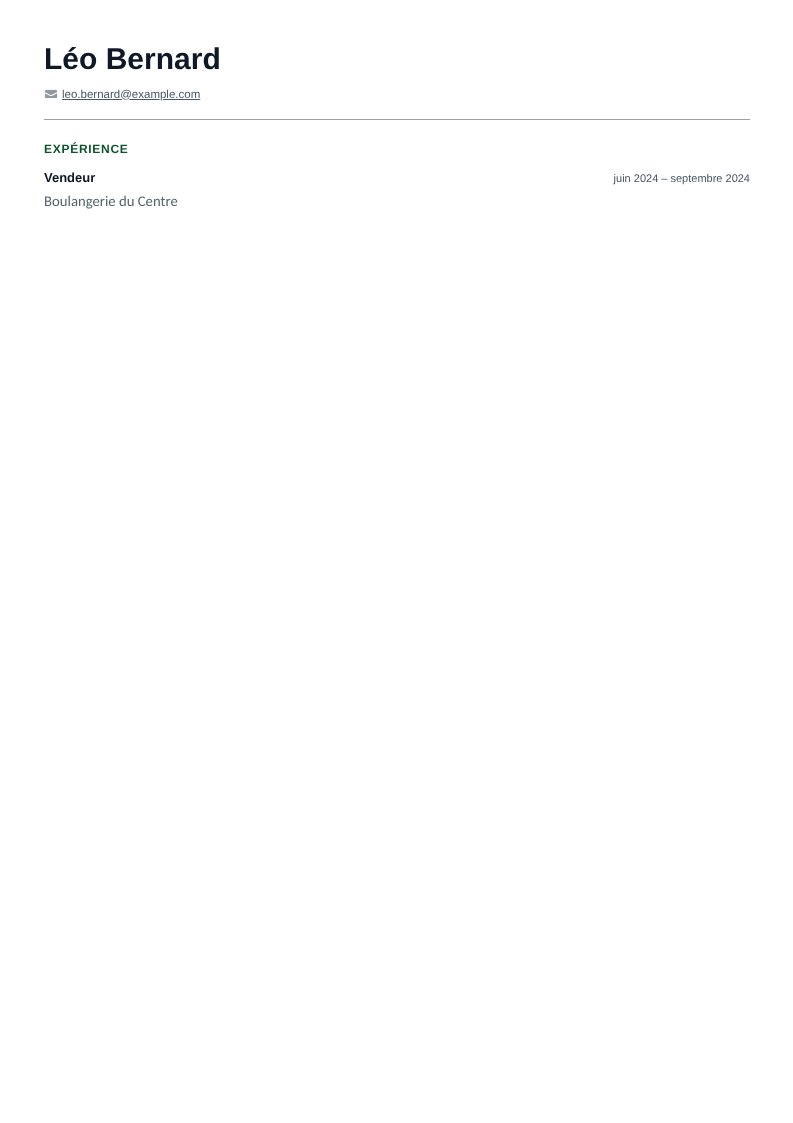 Léo Bernard
leo.bernard@example.com
EXPÉRIENCE
Vendeur juin 2024 – septembre 2024
Boulangerie du Centre